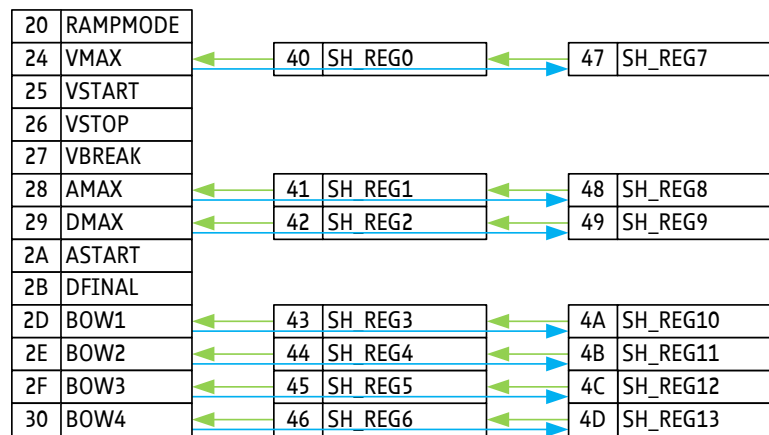 20 RAMPMODE
24 VMAX 40 SH_REG0 47 SH_REG7
25 VSTART
26 VSTOP
27 VBREAK
28 AMAX 41 SH_REG1 48 SH_REG8
29 DMAX 42 SH_REG2 49 SH_REG9
2A ASTART
2B DFINAL
2D BOW1 43 SH_REG3 4A SH_REG10
2E BOW2 44 SH_REG4 4B SH_REG11
2F BOW3 45 SH_REG5 4C SH_REG12
30 BOW4 46 SH_REG6 4D SH_REG13